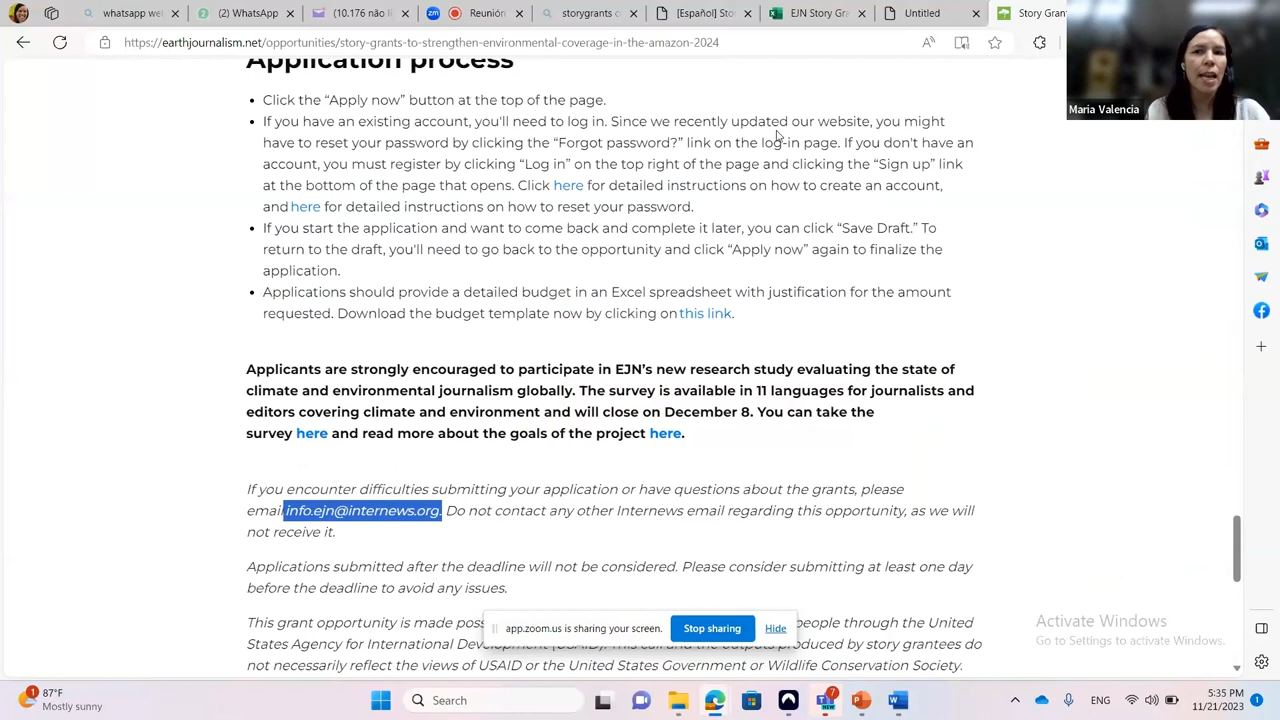 whatsapp we
(2) WhatsApp
(10.176 não l
Reunión
storygrants c
[Español] Sto
EJN Story Gr
Untitled
Story Gran
https://earthjournalism.net/opportunities/story-grants-to-strengthen-environmental-coverage-in-the-amazon-2024
Maria Valencia
Application process
• Click the “Apply now” button at the top of the page.
• If you have an existing account, you'll need to log in. Since we recently updated our website, you might
have to reset your password by clicking the “Forgot password?” link on the log-in page. If you don't have an
account, you must register by clicking “Log in” on the top right of the page and clicking the “Sign up” link
at the bottom of the page that opens. Click here for detailed instructions on how to create an account,
and here for detailed instructions on how to reset your password.
• If you start the application and want to come back and complete it later, you can click “Save Draft.” To
return to the draft, you'll need to go back to the opportunity and click “Apply now” again to finalize the
application.
• Applications should provide a detailed budget in an Excel spreadsheet with justification for the amount
requested. Download the budget template now by clicking on this link.
Applicants are strongly encouraged to participate in EJN’s new research study evaluating the state of
climate and environmental journalism globally. The survey is available in 11 languages for journalists and
editors covering climate and environment and will close on December 8. You can take the
survey here and read more about the goals of the project here.
If you encounter difficulties submitting your application or have questions about the grants, please
email info.ejn@internews.org. Do not contact any other Internews email regarding this opportunity, as we will
not receive it.
Applications submitted after the deadline will not be considered. Please consider submitting at least one day
before the deadline to avoid any issues.
This grant opportunity is made poss
people through the United
States Agency for International Development (USAID). This call and the outputs produced by story grantees do
not necessarily reflect the views of USAID or the United States Government or Wildlife Conservation Society.
app.zoom.us is sharing your screen.
Stop sharing
Hide
Activate Windows
Go to Settings to activate Windows.
1
87°F
Mostly sunny
Search
7
NEW
ENG
5:35 PM
11/21/2023
1